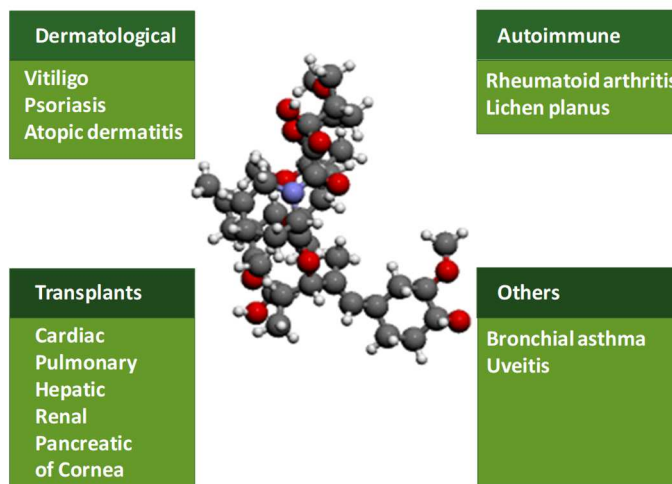 Dermatological
Vitiligo
Psoriasis
Atopic dermatitis
Autoimmune
Rheumatoid arthritis
Lichen planus
Transplants
Cardiac
Pulmonary
Hepatic
Renal
Pancreatic
of Cornea
Others
Bronchial asthma
Uveitis